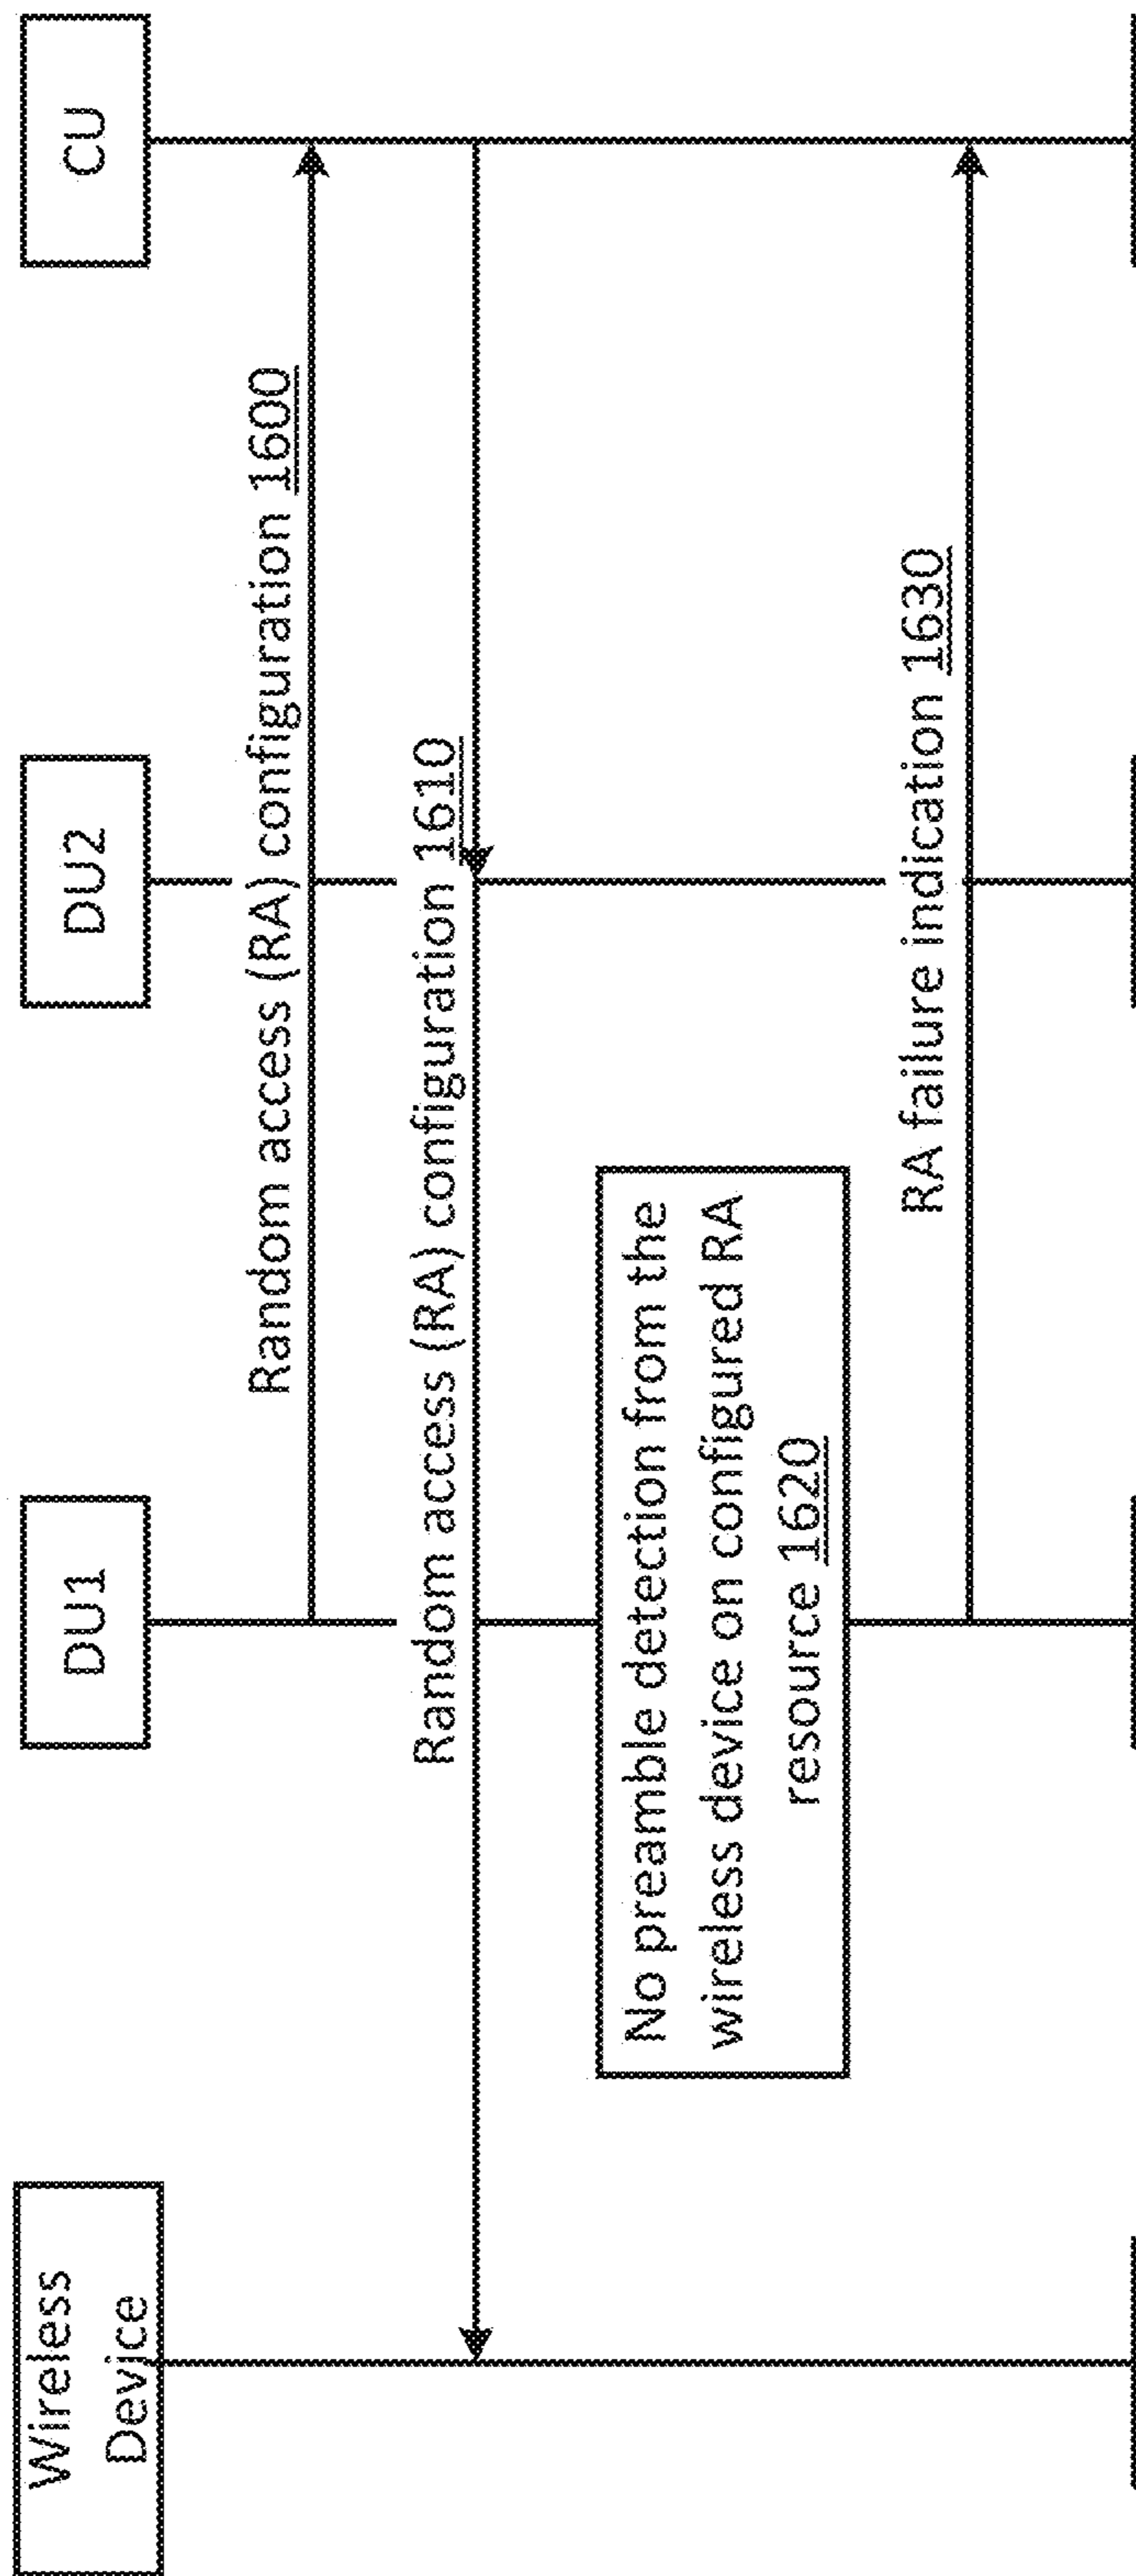 Wireless
Device
DU1
DU2
CU
Random access (RA) configuration 1600
Random access (RA) configuration 1610
No preamble detection from the
wireless device on configured RA
resource 1620
RA failure indication 1630